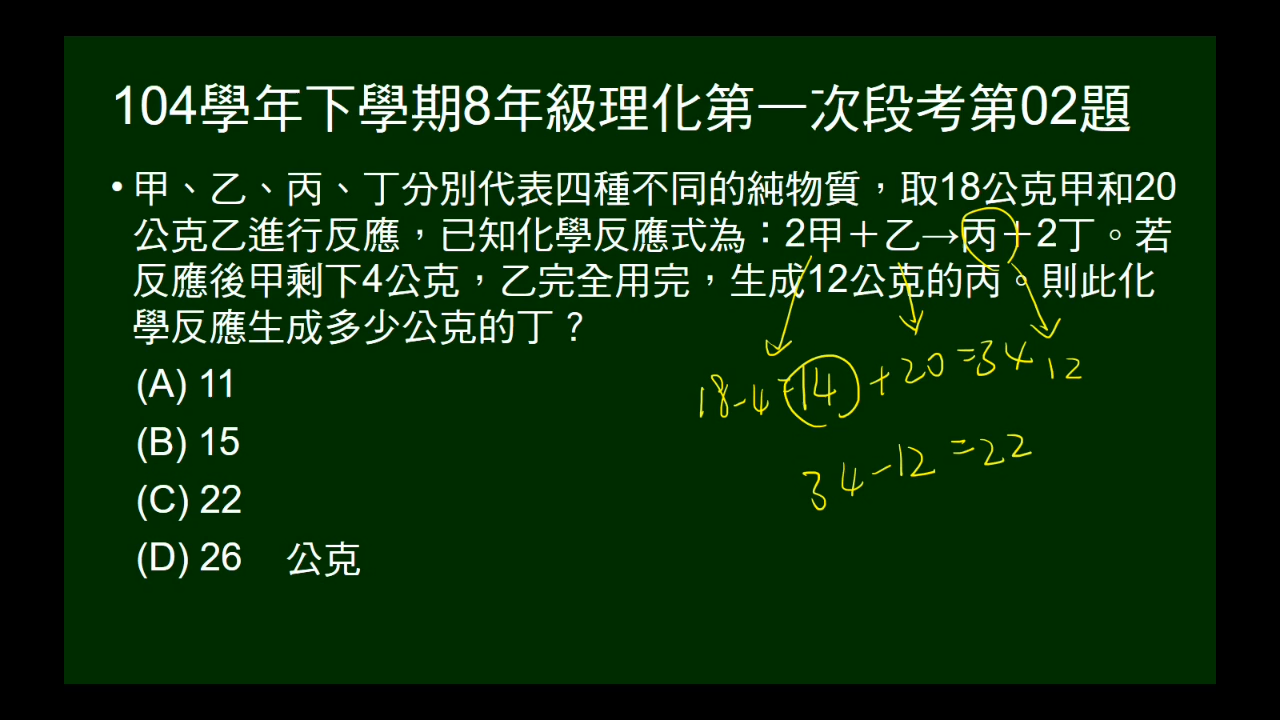 104學年下學期8年級理化第一次段考第02題
•甲、乙、丙、丁分別代表四種不同的純物質，取18公克甲和20
公克乙進行反應，已知化學反應式為：2甲＋乙→丙＋2丁。若
反應後甲剩下4公克，乙完全用完，生成12公克的丙。則此化
學反應生成多少公克的丁？
(A) 11
(B) 15
(C) 22
(D) 26 公克
18-4=14+20=34 12
34-12=22